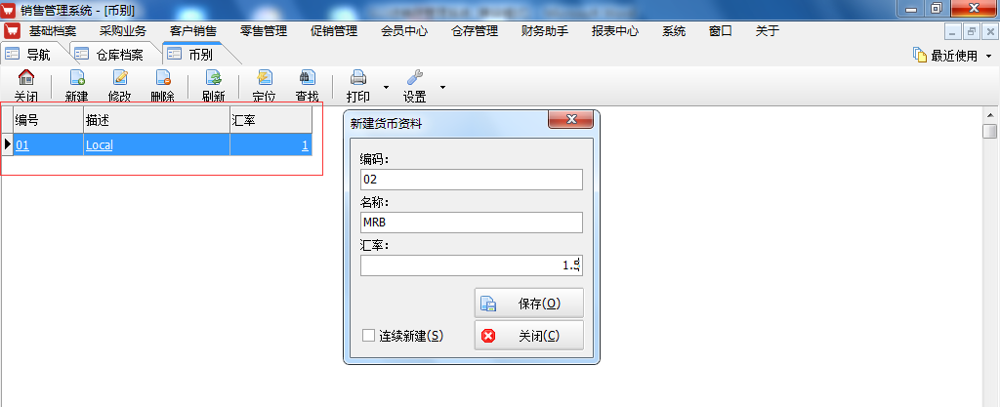 销售管理系统 - [币别]
基础档案 采购业务 客户销售 零售管理 促销管理 会员中心 仓存管理 财务助手 报表中心 系统 窗口 关于
导航 仓库档案 币别 最近使用
关闭 新建 修改 删除 刷新 定位 查找 打印 设置
编号 描述 汇率
01 Local 1
新建货币资料
编码：
02
名称：
MRB
汇率：
1.5
保存(O)
连续新建(S) 关闭(C)